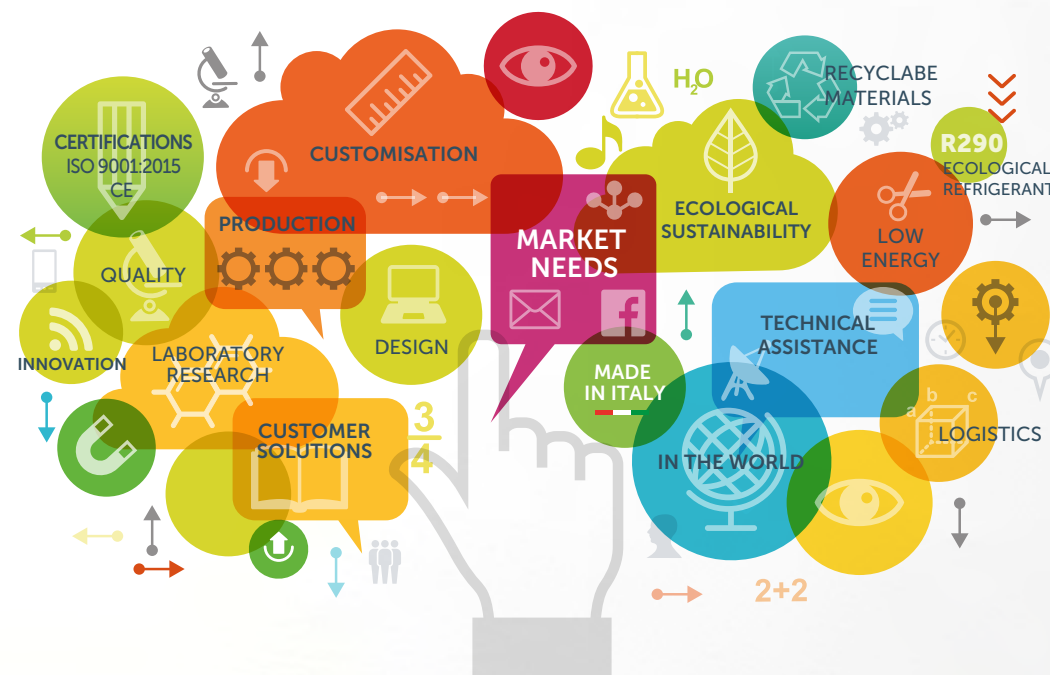 CERTIFICATIONS
ISO 9001:2015
CE
CUSTOMISATION
H2O
RECYCLABE
MATERIALS
R290
ECOLOGICAL
REFRIGERANT
PRODUCTION
QUALITY
MARKET
NEEDS
ECOLOGICAL
SUSTAINABILITY
LOW
ENERGY
INNOVATION
LABORATORY
RESEARCH
DESIGN
f
TECHNICAL
ASSISTANCE
MADE
IN ITALY
CUSTOMER
SOLUTIONS
3
4
IN THE WORLD
a b c
LOGISTICS
2+2